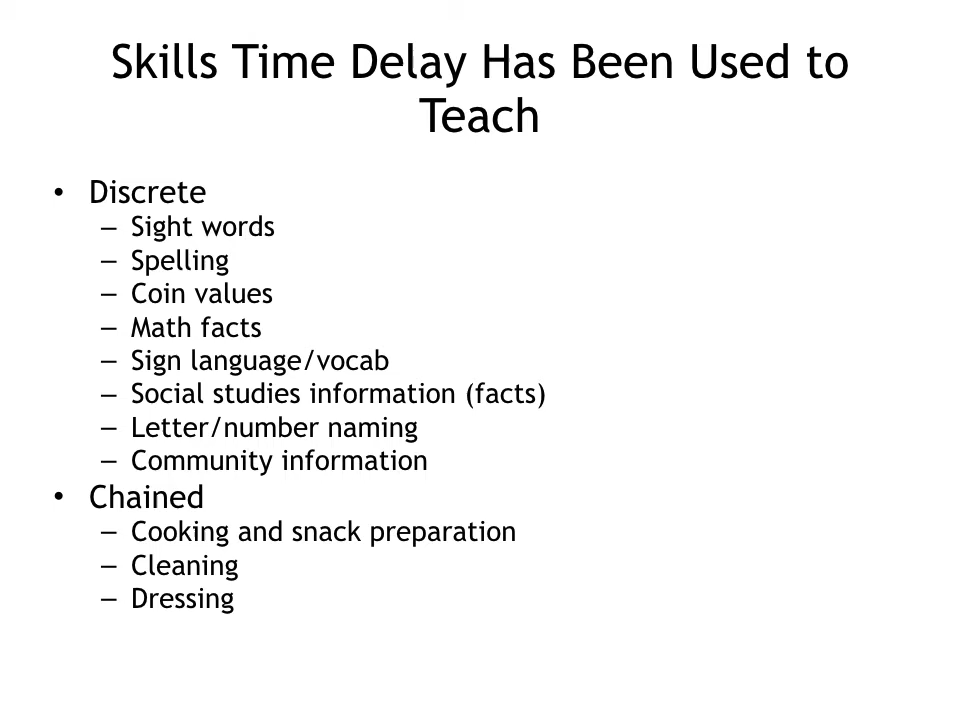 Skills Time Delay Has Been Used to
Teach
• Discrete
– Sight words
– Spelling
– Coin values
– Math facts
– Sign language/vocab
– Social studies information (facts)
– Letter/number naming
– Community information
• Chained
– Cooking and snack preparation
– Cleaning
– Dressing